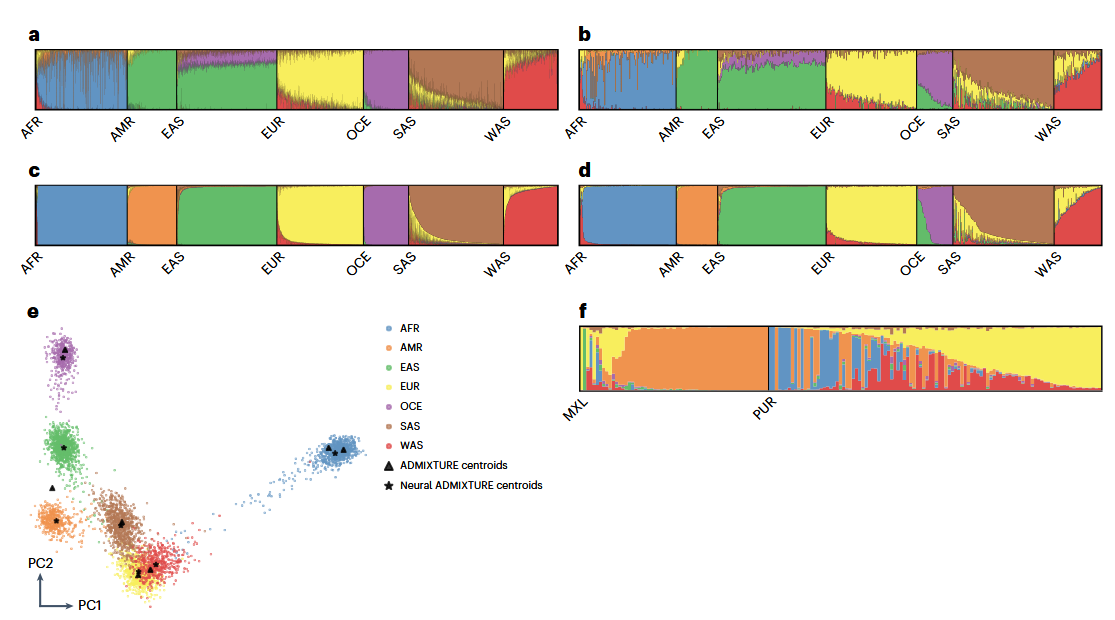 a
AFR AMR EAS EUR OCE SAS WAS
b
AFR AMR EAS EUR OCE SAS WAS
c
AFR AMR EAS EUR OCE SAS WAS
d
AFR AMR EAS EUR OCE SAS WAS
e
AFR
AMR
EAS
EUR
OCE
SAS
WAS
ADMIXTURE centroids
Neural ADMIXTURE centroids
PC2
PC1
f
MXL PUR